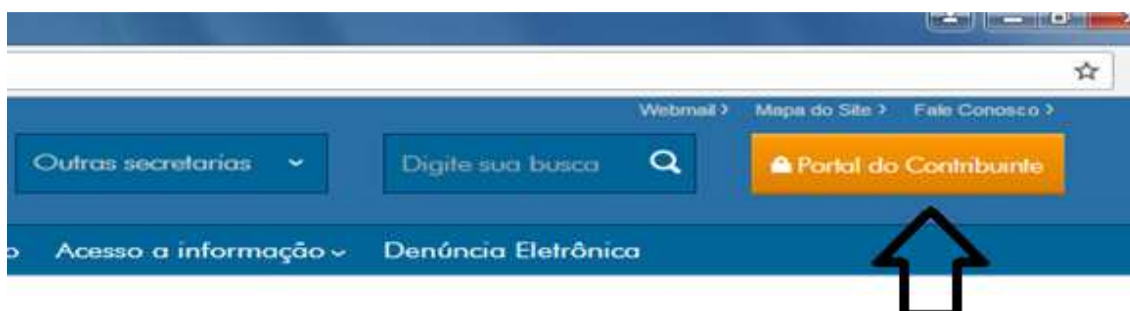 Webmail > Mapa do Site > Fale Conosco >
Outras secretarias Digite sua busca Portal do Contribuinte
Acesso a informação Denúncia Eletrônica